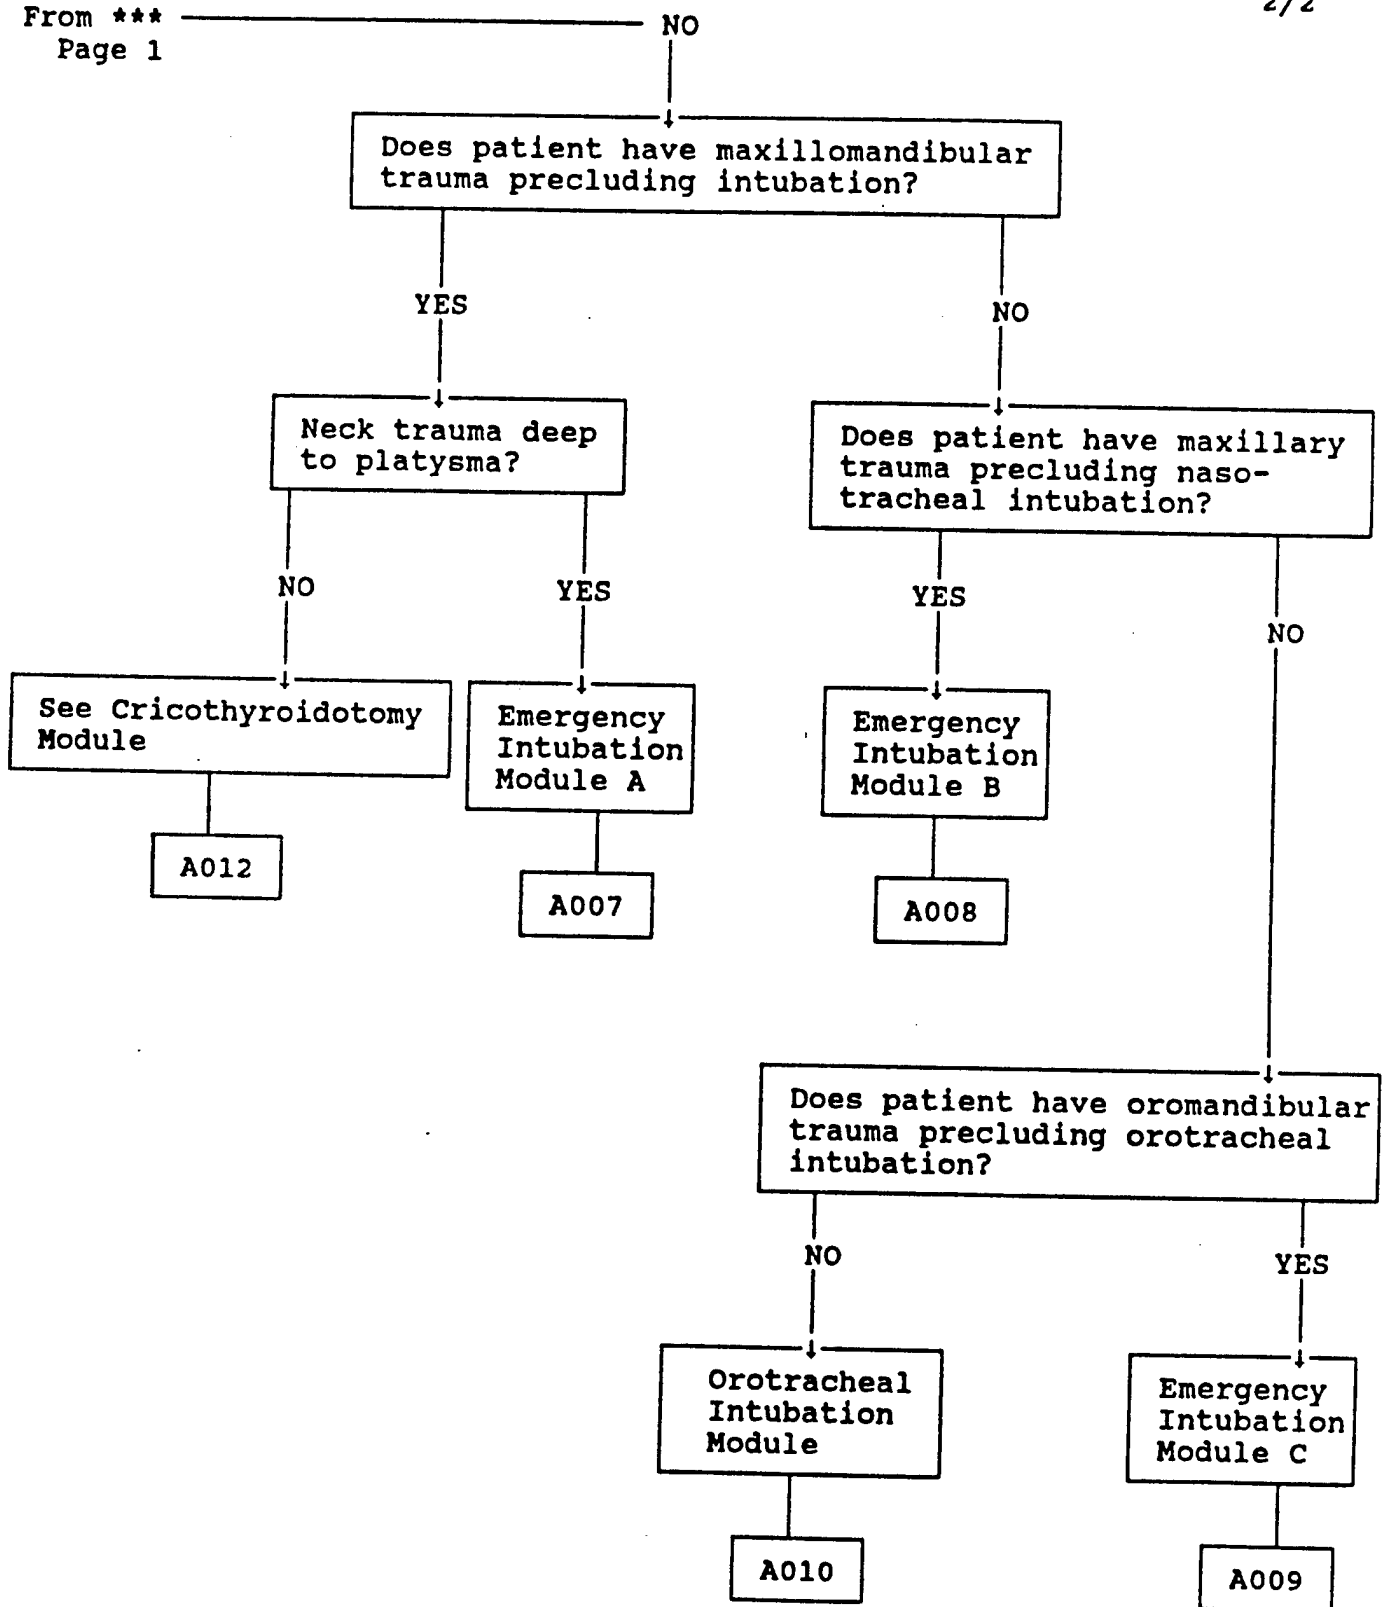 From ***
Page 1
NO
2/2
Does patient have maxillomandibular
trauma precluding intubation?
YES
NO
Neck trauma deep
to platysma?
Does patient have maxillary
trauma precluding naso-
tracheal intubation?
NO
YES
YES
NO
See Cricothyroidotomy
Module
Emergency
Intubation
Module A
Emergency
Intubation
Module B
A012
A007
A008
Does patient have oromandibular
trauma precluding orotracheal
intubation?
NO
YES
Orotracheal
Intubation
Module
Emergency
Intubation
Module C
A010
A009